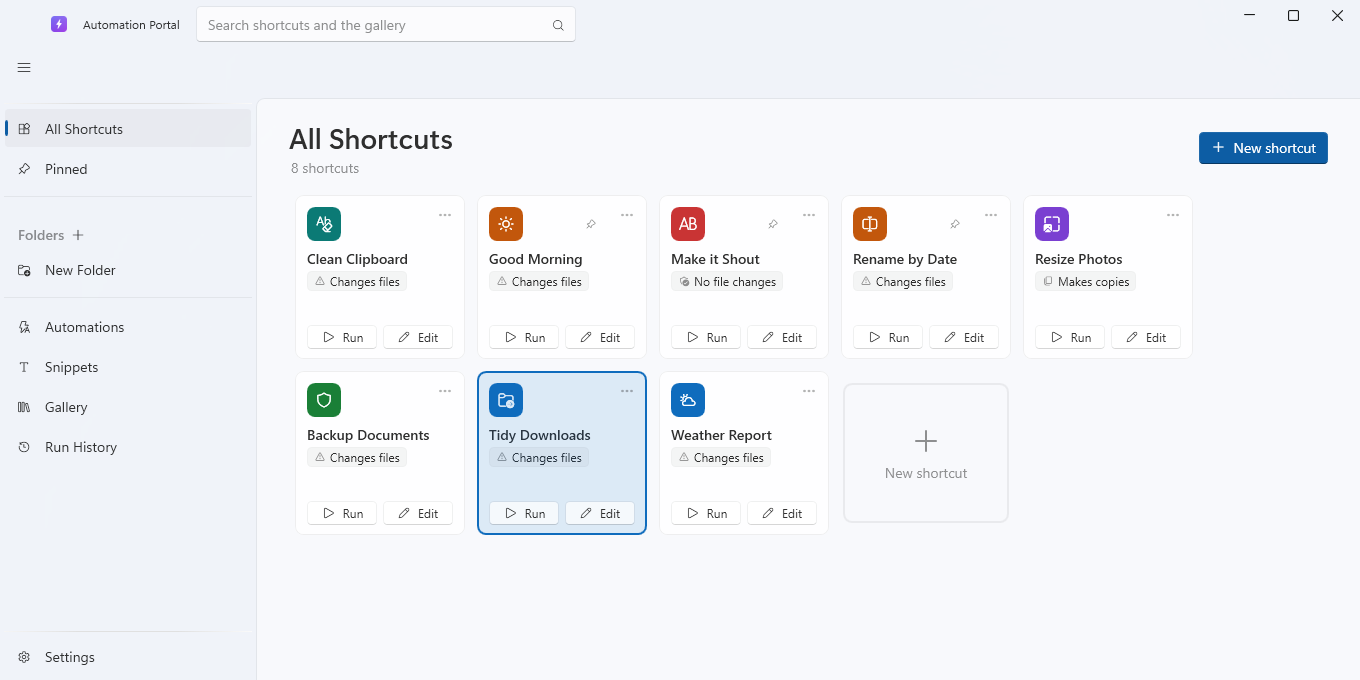 Automation Portal
Search shortcuts and the gallery
All Shortcuts
Pinned
Folders
New Folder
Automations
Snippets
Gallery
Run History
Settings
All Shortcuts
8 shortcuts
New shortcut
Clean Clipboard
Changes files
Run Edit
Good Morning
Changes files
Run Edit
AB
Make it Shout
No file changes
Run Edit
Rename by Date
Changes files
Run Edit
Resize Photos
Makes copies
Run Edit
Backup Documents
Changes files
Run Edit
Tidy Downloads
Changes files
Run Edit
Weather Report
Changes files
Run Edit
New shortcut